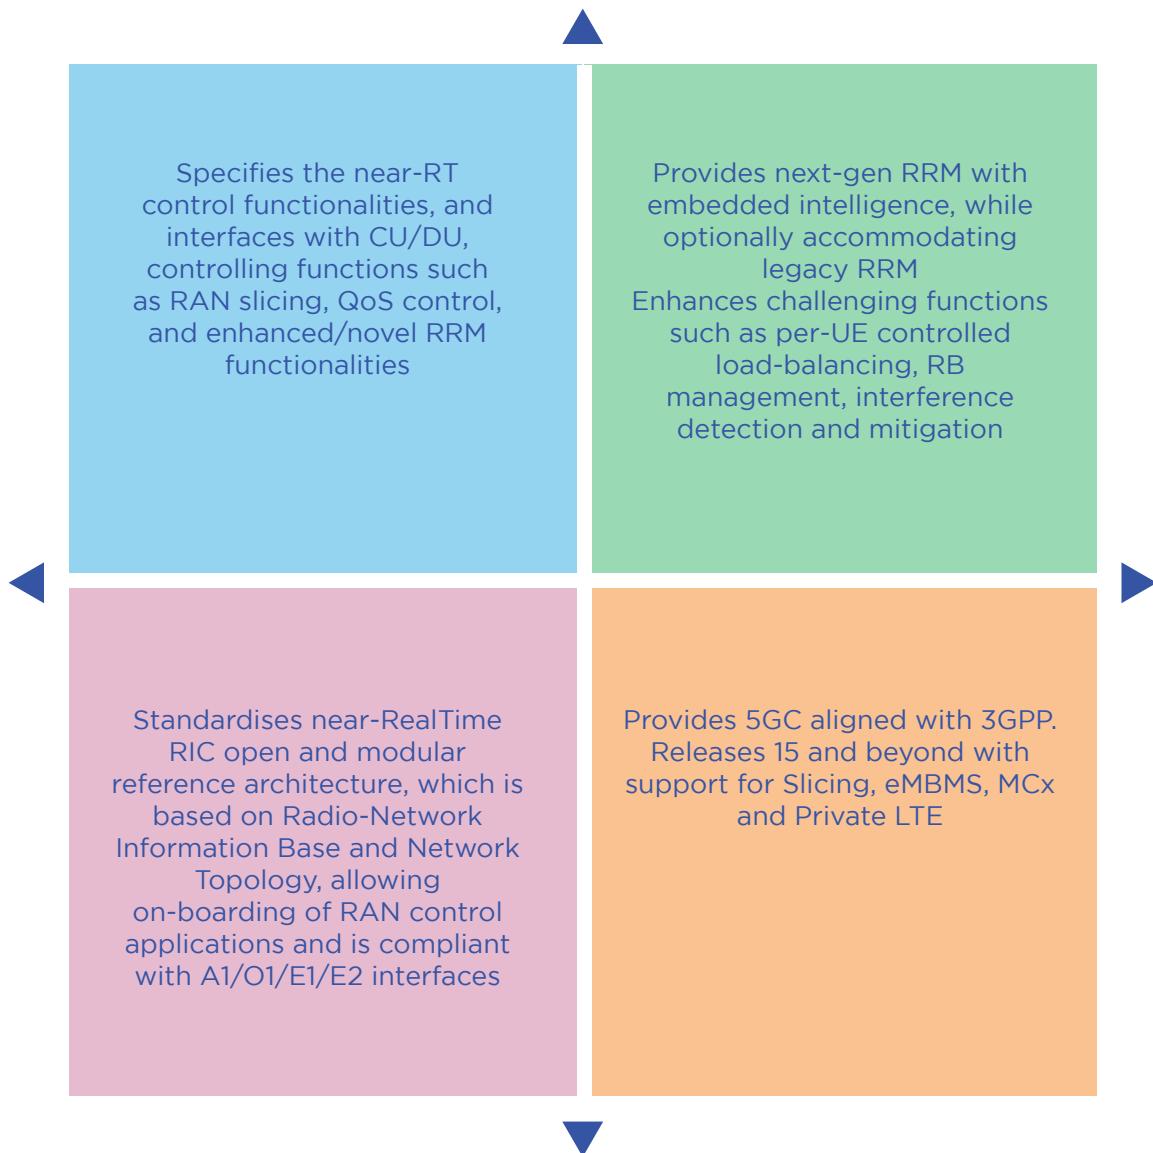 Specifies the near-RT
control functionalities, and
interfaces with CU/DU,
controlling functions such
as RAN slicing, QoS control,
and enhanced/novel RRM
functionalities
Provides next-gen RRM with
embedded intelligence, while
optionally accommodating
legacy RRM
Enhances challenging functions
such as per-UE controlled
load-balancing, RB
management, interference
detection and mitigation
Standardises near-RealTime
RIC open and modular
reference architecture, which is
based on Radio-Network
Information Base and Network
Topology, allowing
on-boarding of RAN control
applications and is compliant
with A1/O1/E1/E2 interfaces
Provides 5GC aligned with 3GPP.
Releases 15 and beyond with
support for Slicing, eMBMS, MCx
and Private LTE